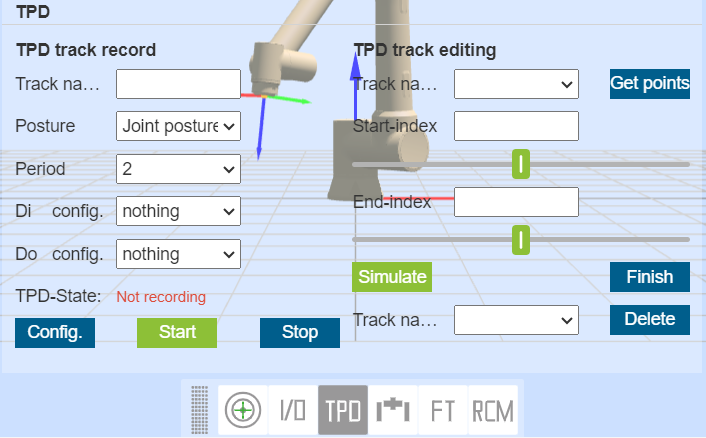 TPD
TPD track record
Track na…
Posture Joint posture
Period 2
Di config. nothing
Do config. nothing
TPD-State: Not recording
Config. Start Stop
TPD track editing
Track na… Get points
Start-index
End-index
Simulate Finish
Track na… Delete
I/O TPD FT RCM